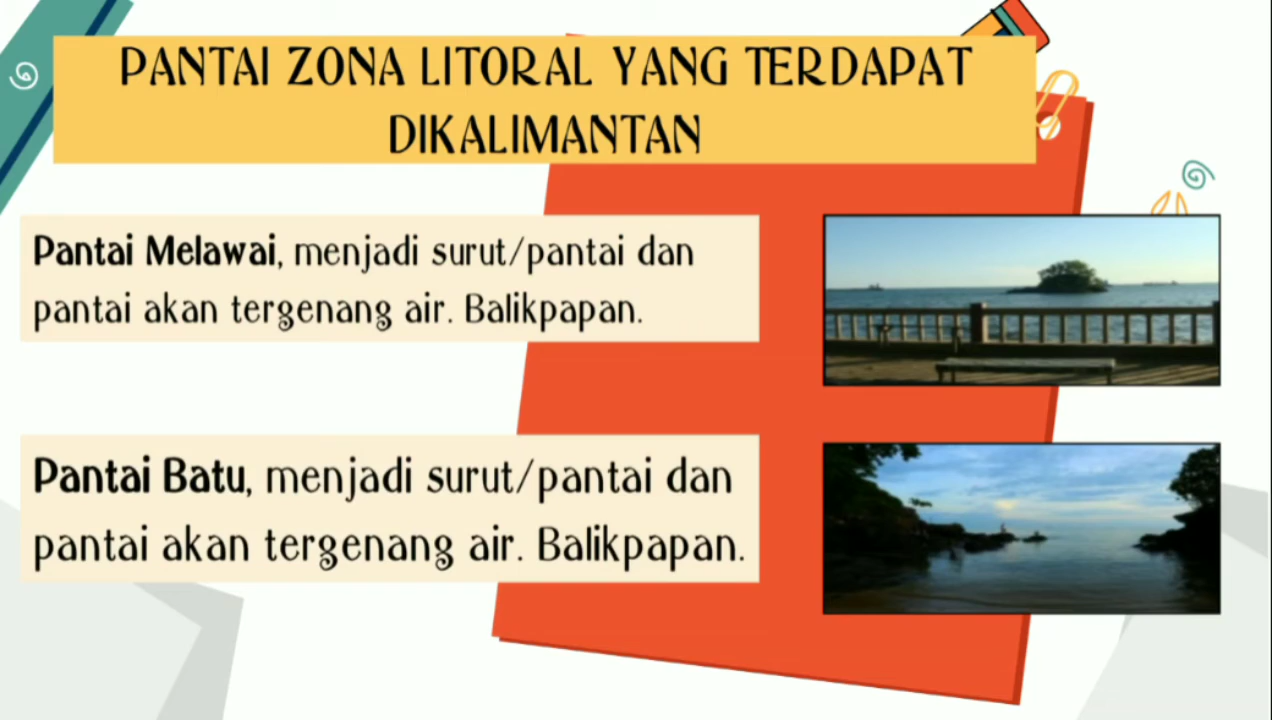 PANTAI ZONA LITORAL YANG TERDAPAT
DIKALIMANTAN
Pantai Melawai, menjadi surut/pantai dan
pantai akan tergenang air. Balikpapan.
Pantai Batu, menjadi surut/pantai dan
pantai akan tergenang air. Balikpapan.